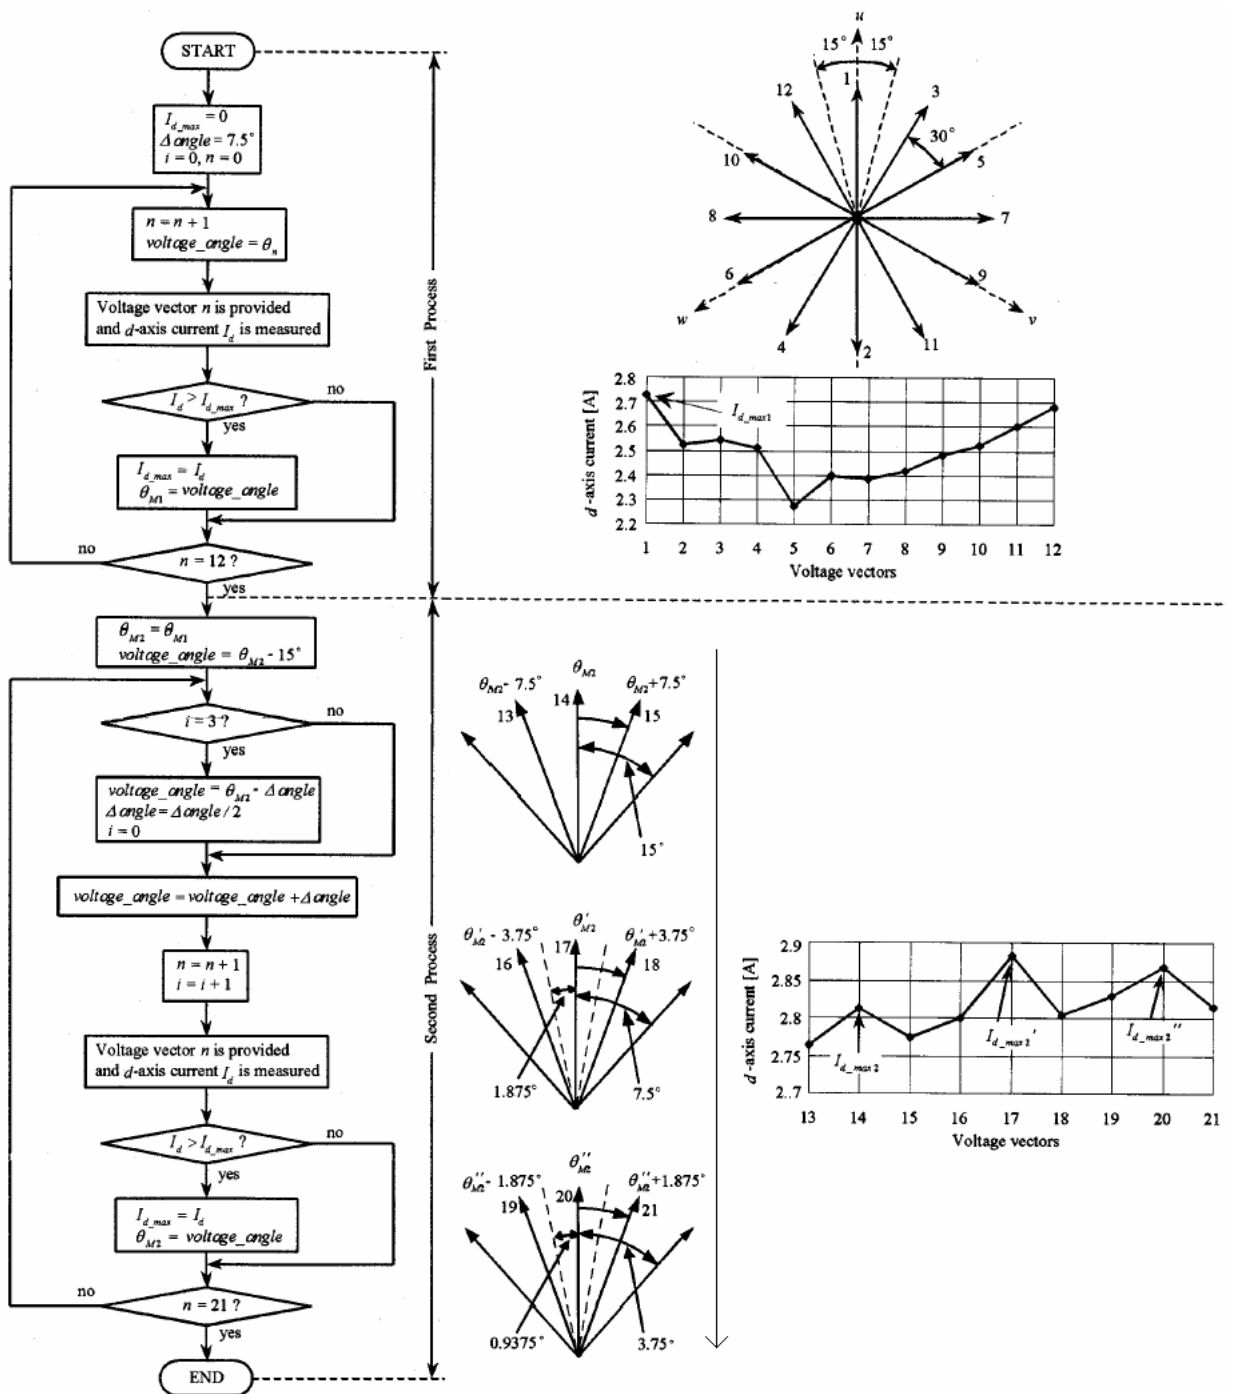 START
I_d_max = 0
Δangle = 7.5°
i = 0, n = 0
n = n + 1
voltage_angle = θ_n
Voltage vector n is provided
and d-axis current I_d is measured
I_d > I_d_max ?
no
yes
I_d_max = I_d
θ_M1 = voltage_angle
no
n = 12 ?
yes
First Process
θ_M2 = θ_M1
voltage_angle = θ_M2 - 15°
i = 3 ?
no
yes
voltage_angle = θ_M2 - Δangle
Δangle = Δangle / 2
i = 0
voltage_angle = voltage_angle + Δangle
n = n + 1
i = i + 1
Voltage vector n is provided
and d-axis current I_d is measured
I_d > I_d_max ?
no
yes
I_d_max = I_d
θ_M2 = voltage_angle
no
n = 21 ?
yes
END
Second Process
u
15° 15°
1
12
3
30°
10
5
8
7
6
9
w
v
4
2
11
d-axis current [A]
2.8
2.7
2.6
2.5
2.4
2.3
2.2
I_d_max1
1 2 3 4 5 6 7 8 9 10 11 12
Voltage vectors
θ_M2 - 7.5°
θ_M2
θ_M2 + 7.5°
13
14
15
15°
θ'_M2 - 3.75°
θ'_M2
θ'_M2 + 3.75°
16
17
18
1.875°
7.5°
θ''_M2 - 1.875°
θ''_M2
θ''_M2 + 1.875°
19
20
21
0.9375°
3.75°
d-axis current [A]
2.9
2.85
2.8
2.75
2.7
I_d_max2
I_d_max2'
I_d_max2''
13 14 15 16 17 18 19 20 21
Voltage vectors